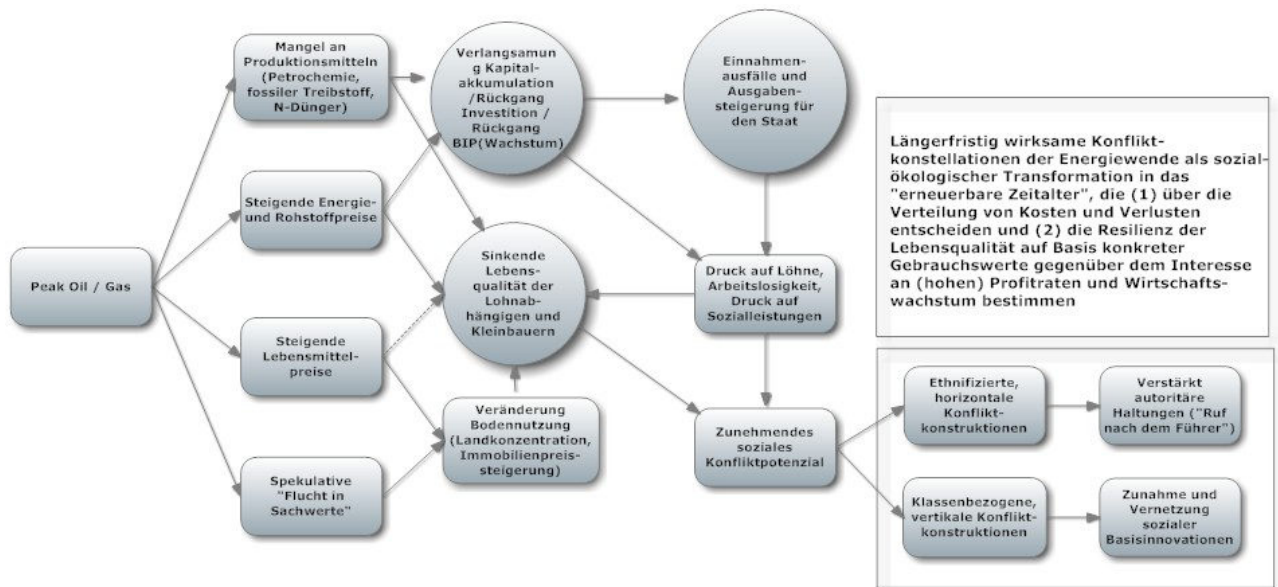 Peak Oil / Gas
Mangel an
Produktionsmitteln
(Petrochemie,
fossiler Treibstoff,
N-Dünger)
Steigende Energie-
und Rohstoffpreise
Steigende
Lebensmittel-
preise
Spekulative
"Flucht in
Sachwerte"
Verlangsamun
g Kapital-
akkumulation
/Rückgang
Investition /
Rückgang
BIP(Wachstum)
Sinkende
Lebens-
qualität der
Lohnab-
hängigen und
Kleinbauern
Veränderung
Bodennutzung
(Landkonzentration,
Immobilienpreis-
steigerung)
Einnahmen-
ausfälle und
Ausgaben-
steigerung für
den Staat
Druck auf Löhne,
Arbeitslosigkeit,
Druck auf
Sozialleistungen
Zunehmendes
soziales
Konfliktpotenzial
Längerfristig wirksame Konflikt-
konstellationen der Energiewende als sozial-
ökologischer Transformation in das
"erneuerbare Zeitalter", die (1) über die
Verteilung von Kosten und Verlusten
entscheiden und (2) die Resilienz der
Lebensqualität auf Basis konkreter
Gebrauchswerte gegenüber dem Interesse
an (hohen) Profitraten und Wirtschafts-
wachstum bestimmen
Ethnifizierte,
horizontale
Konflikt-
konstruktionen
Verstärkt
autoritäre
Haltungen ("Ruf
nach dem Führer")
Klassenbezogene,
vertikale Konflikt-
konstruktionen
Zunahme und
Vernetzung
sozialer
Basisinnovationen